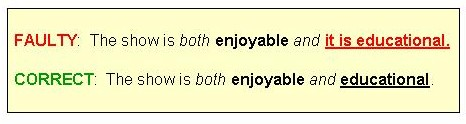 FAULTY: The show is both enjoyable and it is educational.
CORRECT: The show is both enjoyable and educational.